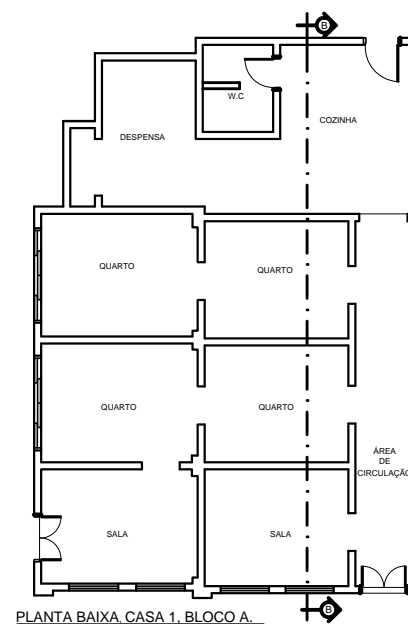 B
W.C
DESPENSA
COZINHA
QUARTO
QUARTO
QUARTO
QUARTO
ÁREA
DE
CIRCULAÇÃO
SALA
SALA
B
PLANTA BAIXA, CASA 1, BLOCO A.